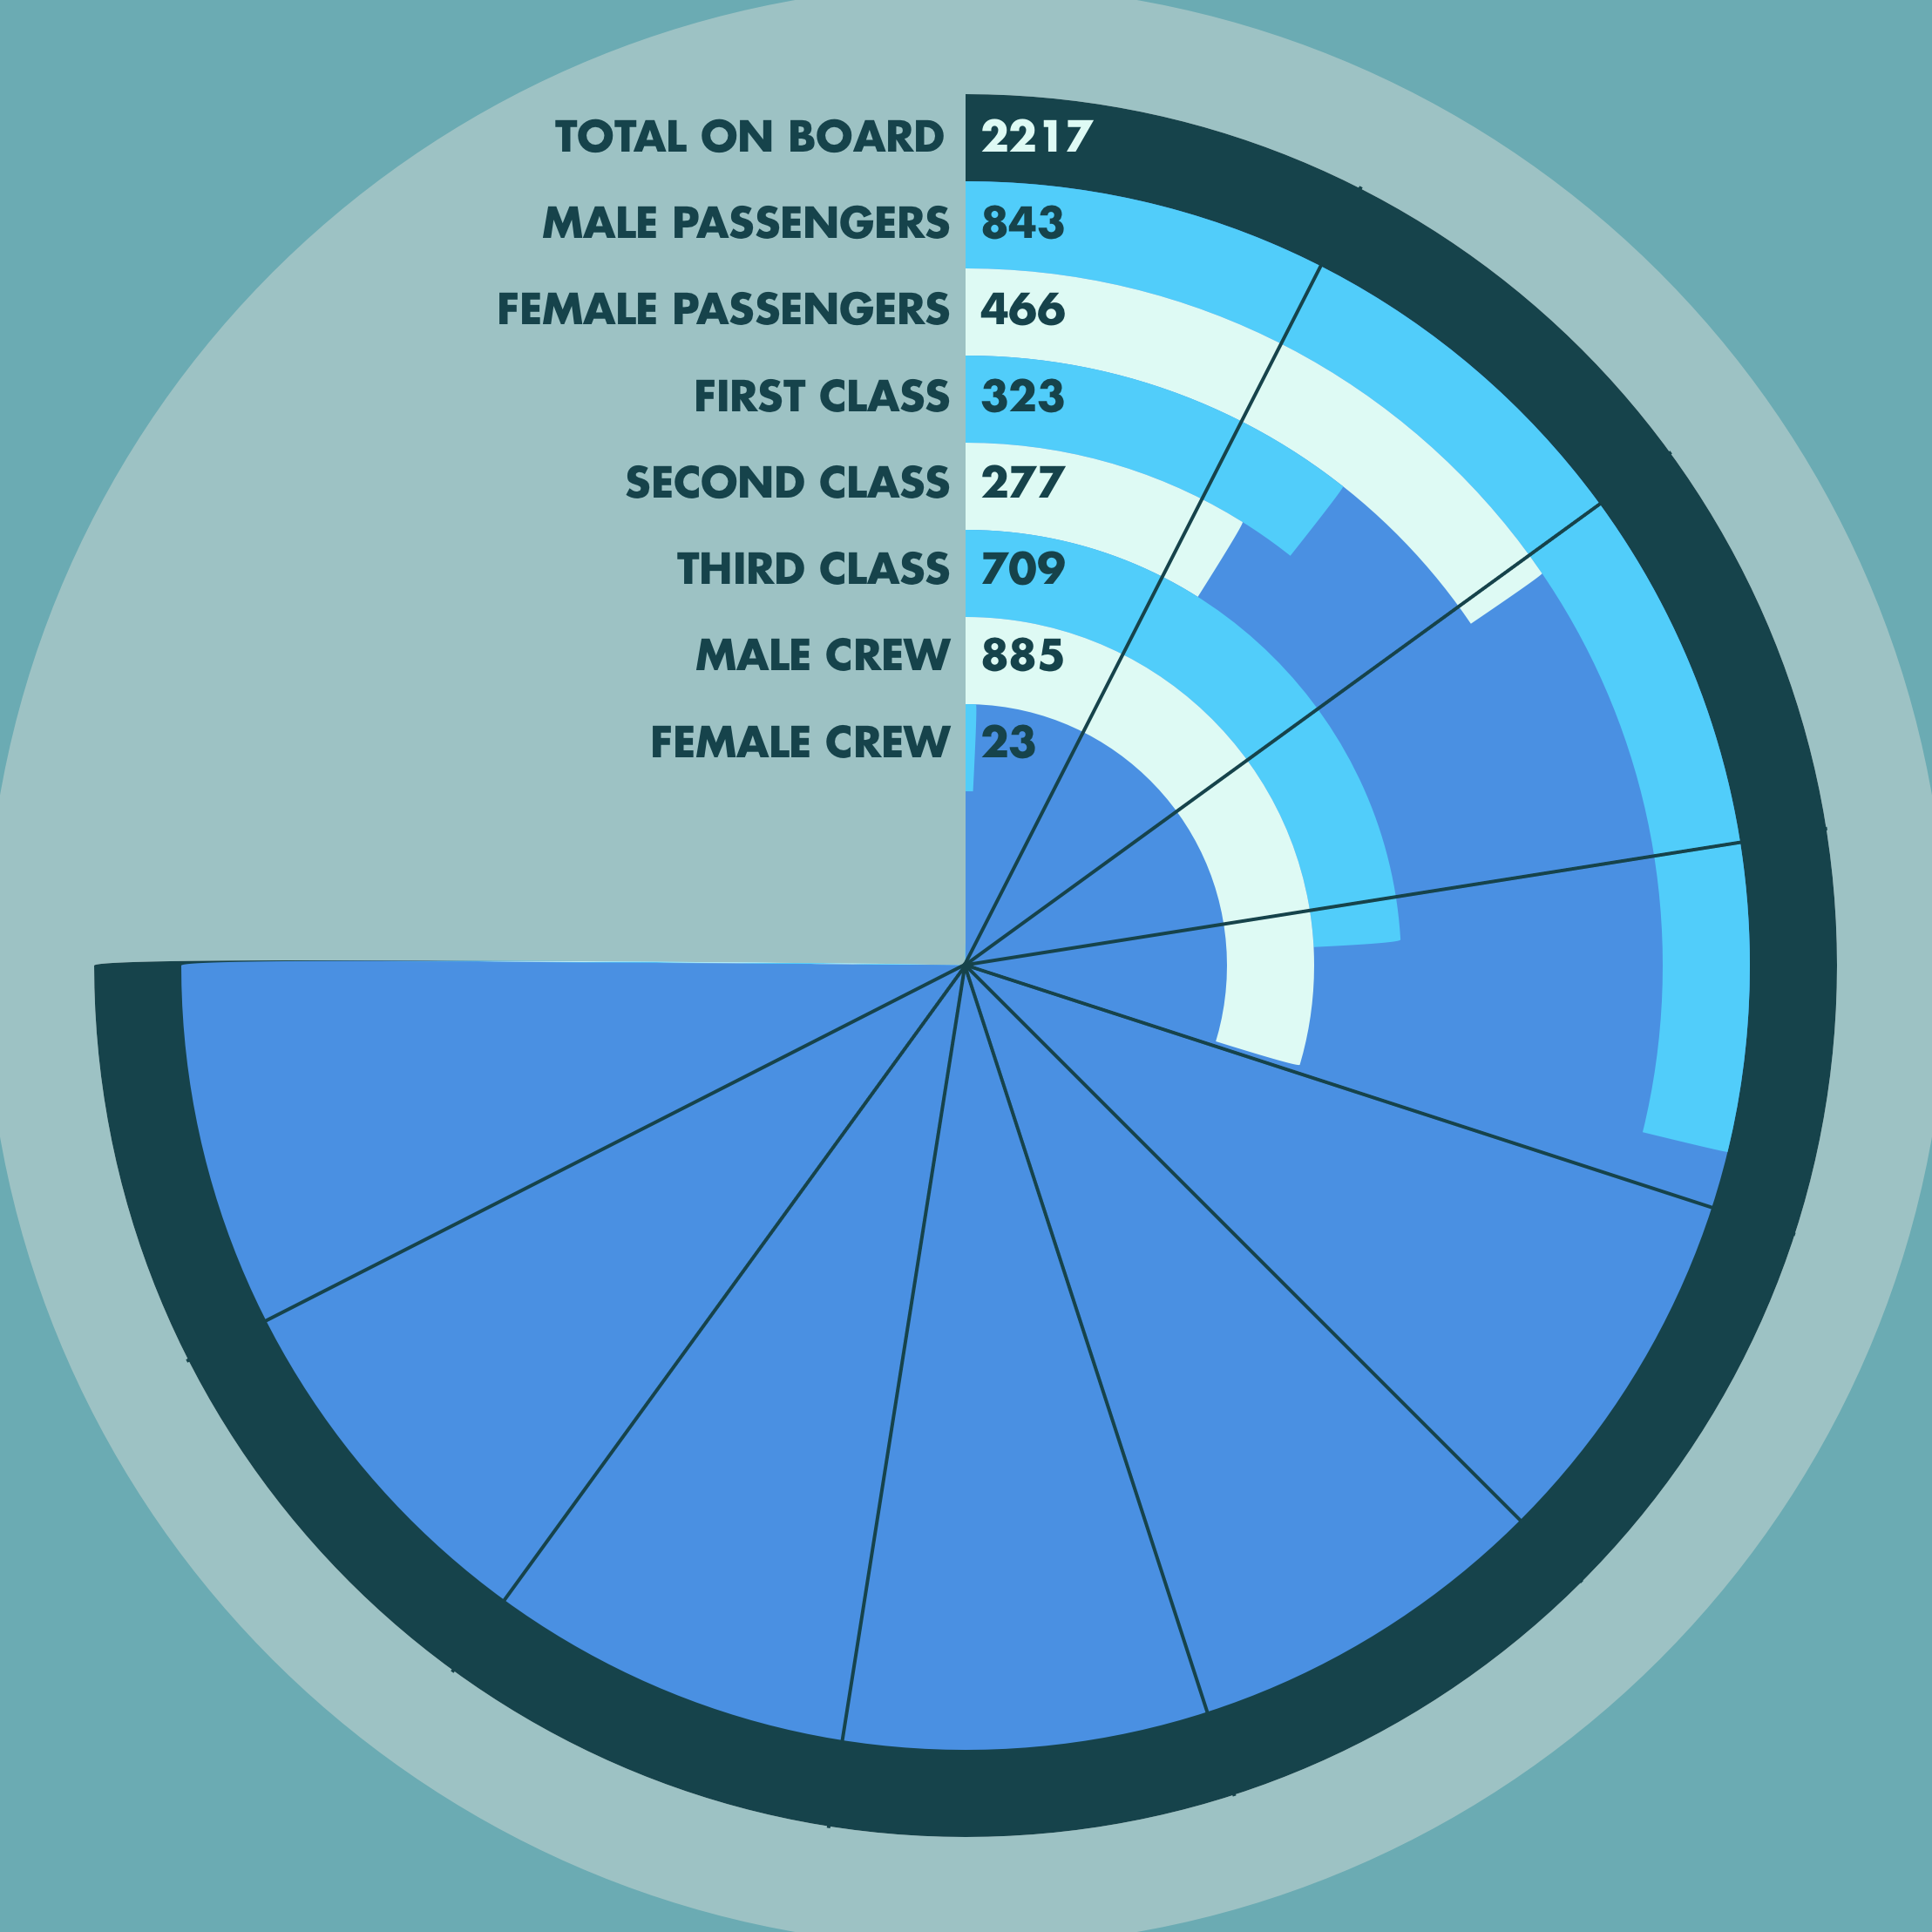 TOTAL ON BOARD 2217
MALE PASSENGERS 843
FEMALE PASSENGERS 466
FIRST CLASS 323
SECOND CLASS 277
THIRD CLASS 709
MALE CREW 885
FEMALE CREW 23